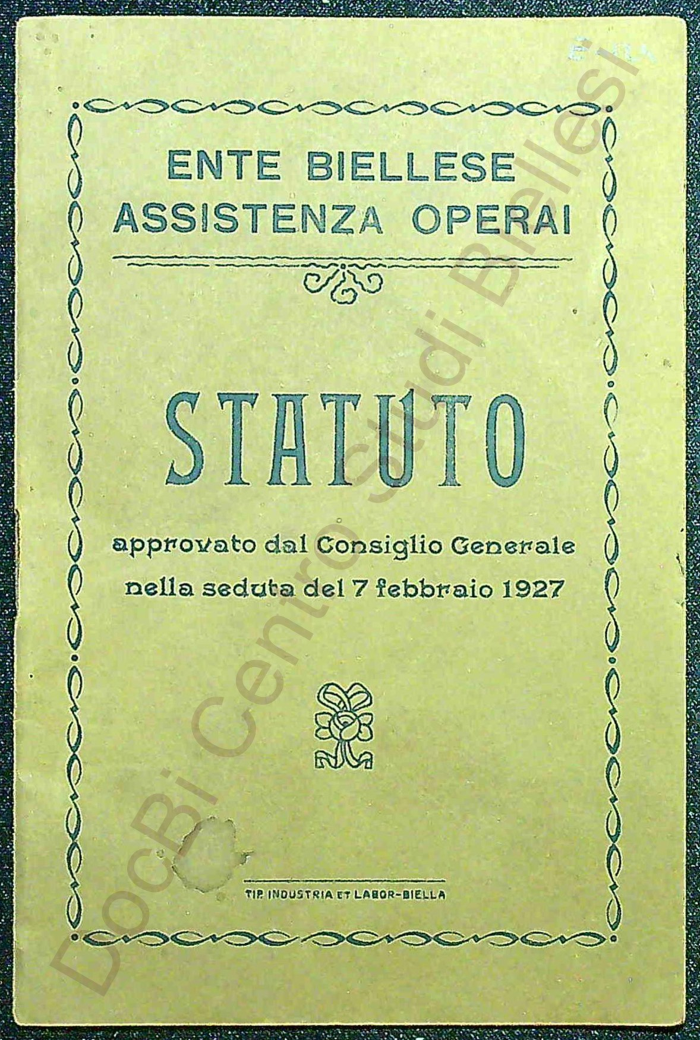 ENTE BIELLESE
ASSISTENZA OPERAI
STATUTO
approvato dal Consiglio Generale
nella seduta del 7 febbraio 1927
TIP. INDUSTRIA ET LABOR-BIELLA
DocBi Centro Studi Biellesi